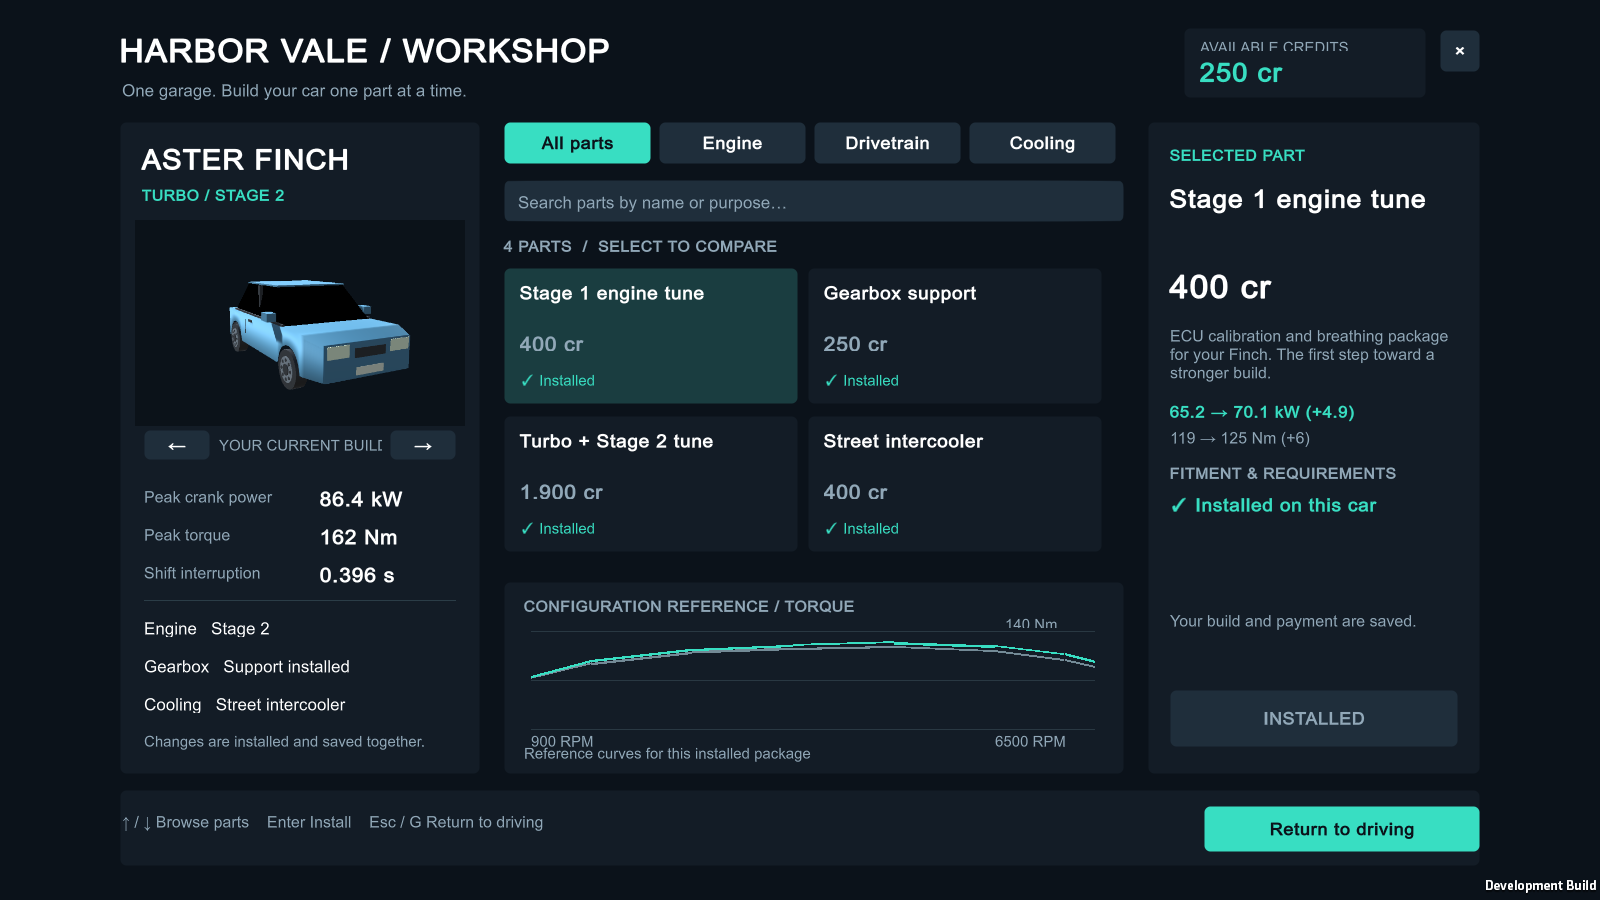 HARBOR VALE / WORKSHOP
One garage. Build your car one part at a time.
AVAILABLE CREDITS
250 cr
×
ASTER FINCH
TURBO / STAGE 2
← YOUR CURRENT BUILD →
Peak crank power 86.4 kW
Peak torque 162 Nm
Shift interruption 0.396 s
Engine Stage 2
Gearbox Support installed
Cooling Street intercooler
Changes are installed and saved together.
All parts Engine Drivetrain Cooling
Search parts by name or purpose…
4 PARTS / SELECT TO COMPARE
Stage 1 engine tune
400 cr
✓ Installed
Gearbox support
250 cr
✓ Installed
Turbo + Stage 2 tune
1.900 cr
✓ Installed
Street intercooler
400 cr
✓ Installed
CONFIGURATION REFERENCE / TORQUE
140 Nm
900 RPM 6500 RPM
Reference curves for this installed package
SELECTED PART
Stage 1 engine tune
400 cr
ECU calibration and breathing package
for your Finch. The first step toward a
stronger build.
65.2 → 70.1 kW (+4.9)
119 → 125 Nm (+6)
FITMENT & REQUIREMENTS
✓ Installed on this car
Your build and payment are saved.
INSTALLED
↑ / ↓ Browse parts Enter Install Esc / G Return to driving
Return to driving
Development Build